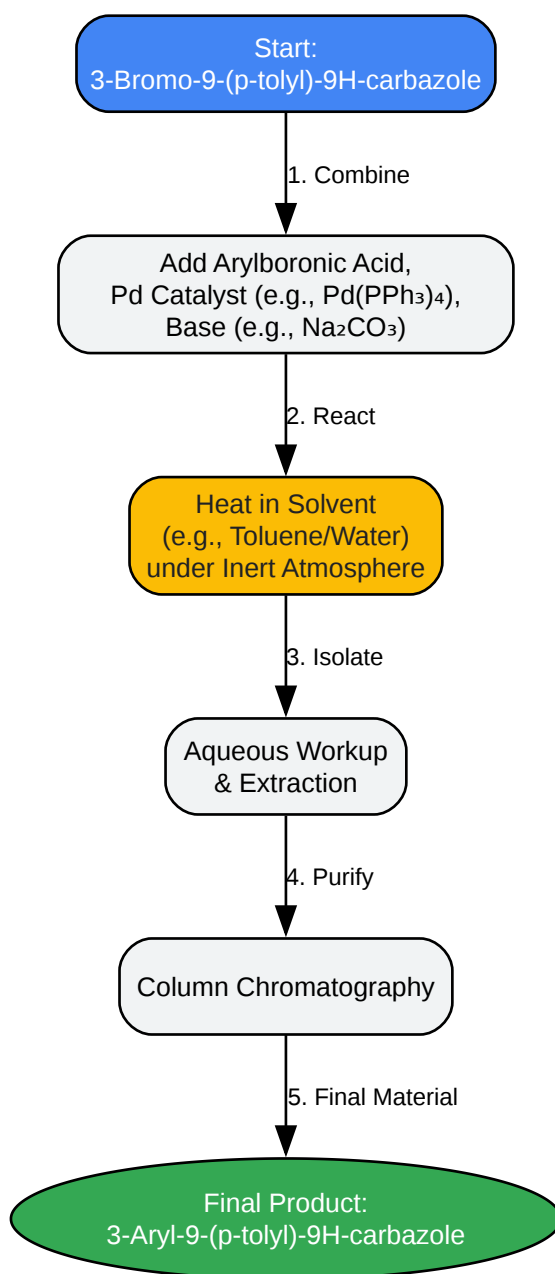 Start:
3-Bromo-9-(p-tolyl)-9H-carbazole
1. Combine
Add Arylboronic Acid,
Pd Catalyst (e.g., Pd(PPh₃)₄),
Base (e.g., Na₂CO₃)
2. React
Heat in Solvent
(e.g., Toluene/Water)
under Inert Atmosphere
3. Isolate
Aqueous Workup
& Extraction
4. Purify
Column Chromatography
5. Final Material
Final Product:
3-Aryl-9-(p-tolyl)-9H-carbazole